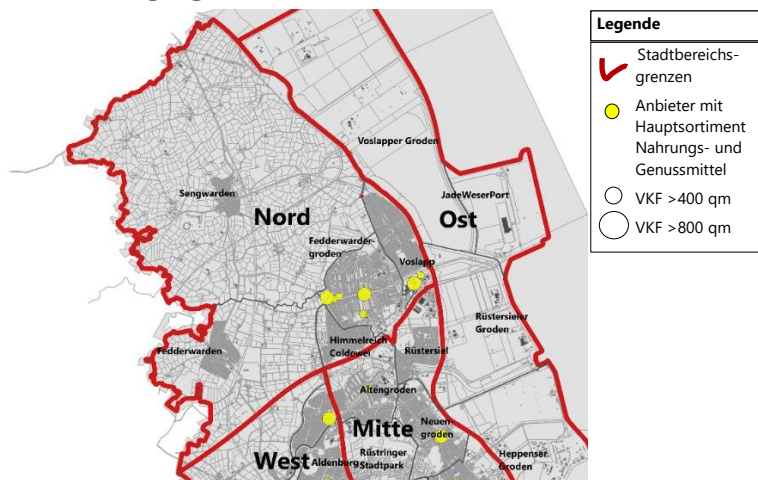 Legende
Stadtbereichs-
grenzen
Anbieter mit
Hauptsortiment
Nahrungs- und
Genussmittel
VKF >400 qm
VKF >800 qm
Voslapper Groden
Sengwarden
JadeWeserPort
Nord
Ost
Fedderwarder-
groden
Voslapp
Rüstersieler
Groden
Himmelreich
Coldewei
Rüstersiel
Fedderwarden
Altengroden
Mitte
Neuen-
groden
West
Aldenburg
Rüstringer
Stadtpark
Heppenser
Groden